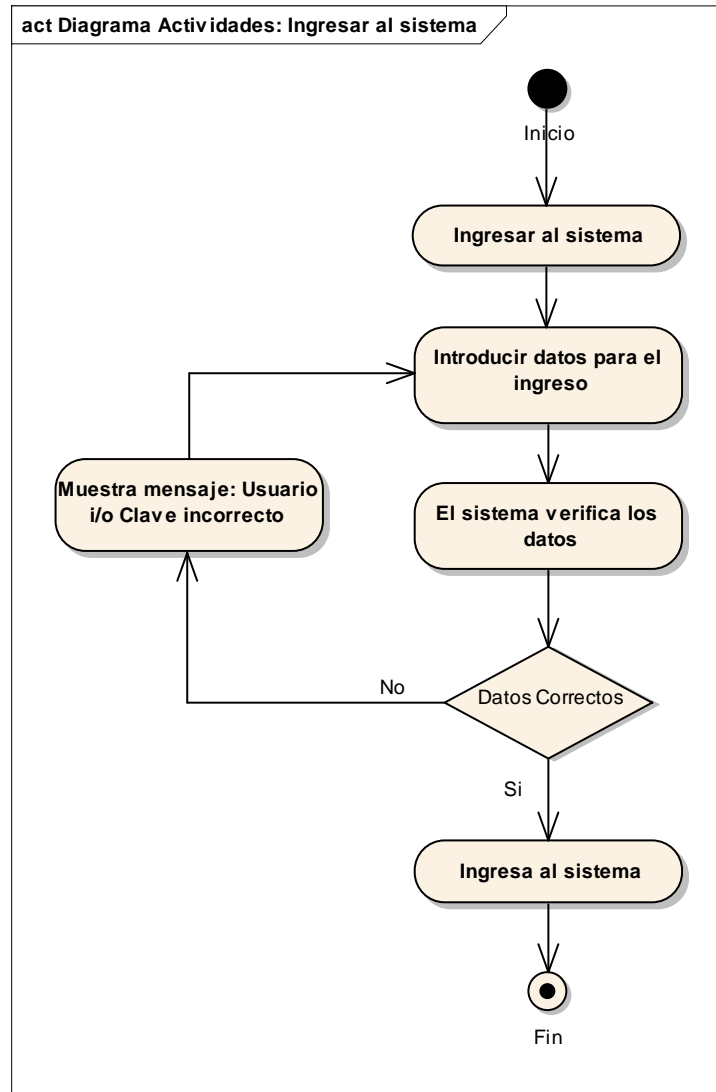 act Diagrama Actividades: Ingresar al sistema
Inicio
Ingresar al sistema
Introducir datos para el
ingreso
Muestra mensaje: Usuario
i/o Clave incorrecto
El sistema verifica los
datos
No
Datos Correctos
Si
Ingresa al sistema
Fin